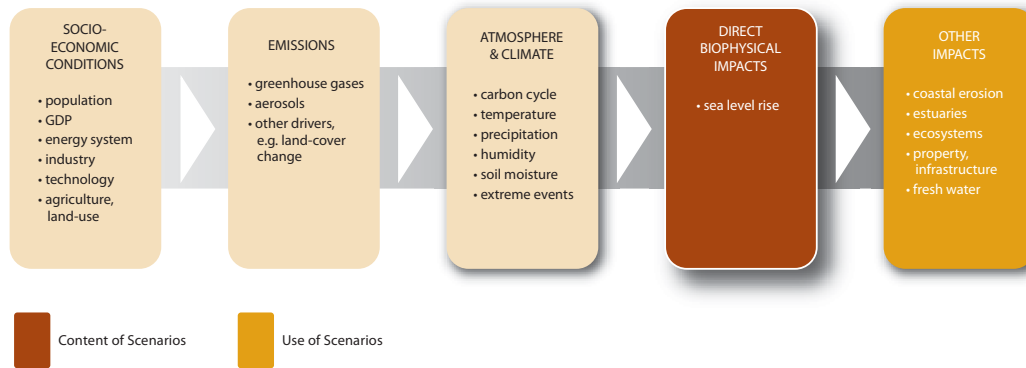 SOCIO-
ECONOMIC
CONDITIONS
• population
• GDP
• energy system
• industry
• technology
• agriculture,
land-use
EMISSIONS
• greenhouse gases
• aerosols
• other drivers,
e.g. land-cover
change
ATMOSPHERE
& CLIMATE
• carbon cycle
• temperature
• precipitation
• humidity
• soil moisture
• extreme events
DIRECT
BIOPHYSICAL
IMPACTS
• sea level rise
OTHER
IMPACTS
• coastal erosion
• estuaries
• ecosystems
• property,
infrastructure
• fresh water
Content of Scenarios
Use of Scenarios